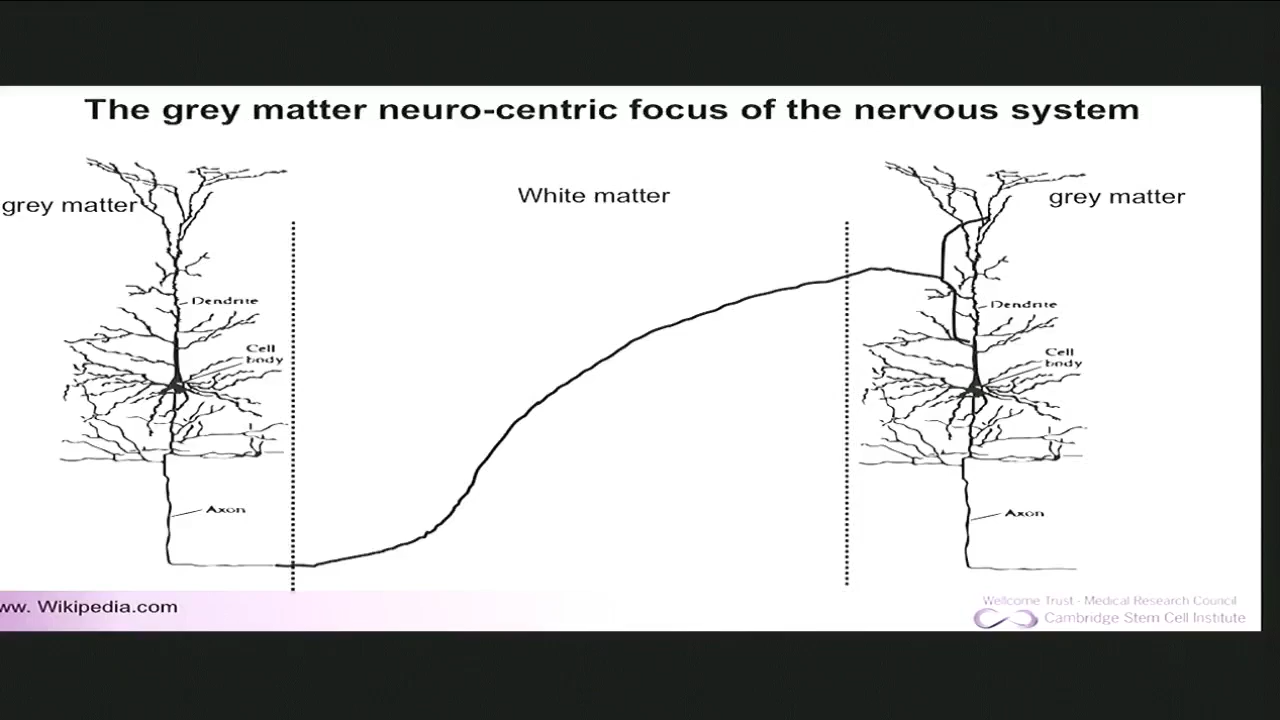 The grey matter neuro-centric focus of the nervous system
grey matter
White matter
grey matter
Dendrite
Cell
body
Axon
Dendrite
Cell
body
Axon
ww. Wikipedia.com
Wellcome Trust - Medical Research Council
Cambridge Stem Cell Institute